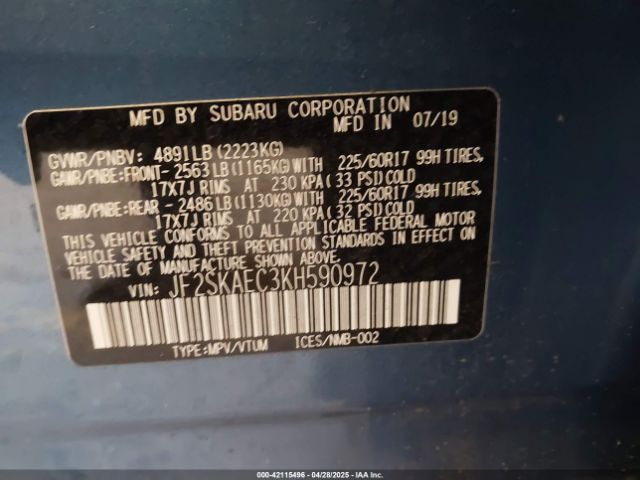 MFD BY SUBARU CORPORATION
MFD IN 07/19
GVWR/PNBV: 4891LB (2223KG)
GAWR/PNBE:FRONT- 2563LB(1165KG)WITH 225/60R17 99H TIRES,
17X7J RIMS AT 230 KPA(33 PSI)COLD
GAWR/PNBE:REAR - 2486LB(1130KG)WITH 225/60R17 99H TIRES,
17X7J RIMS AT 220 KPA(32 PSI)COLD
THIS VEHICLE CONFORMS TO ALL APPLICABLE FEDERAL MOTOR
VEHICLE SAFETY AND THEFT PREVENTION STANDARDS IN EFFECT ON
THE DATE OF MANUFACTURE SHOWN ABOVE.
VIN: JF2SKAEC3KH590972
TYPE:MPV/VTUM ICES/NMB-002
000-42115496 04/28/2025 IAAI.COM